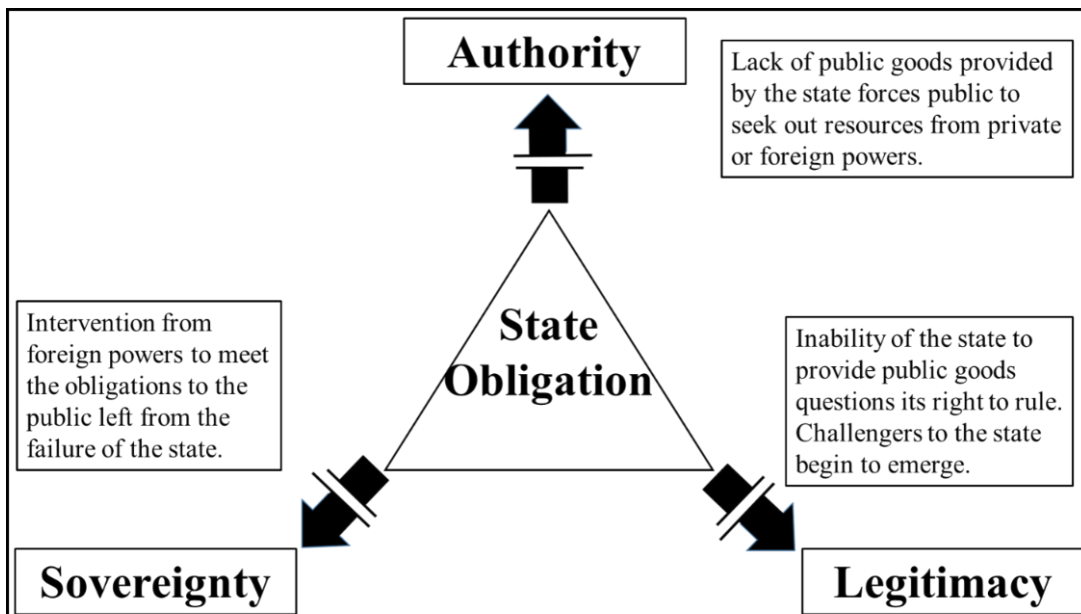 Authority
Lack of public goods provided
by the state forces public to
seek out resources from private
or foreign powers.
State
Obligation
Intervention from
foreign powers to meet
the obligations to the
public left from the
failure of the state.
Inability of the state to
provide public goods
questions its right to rule.
Challengers to the state
begin to emerge.
Sovereignty
Legitimacy